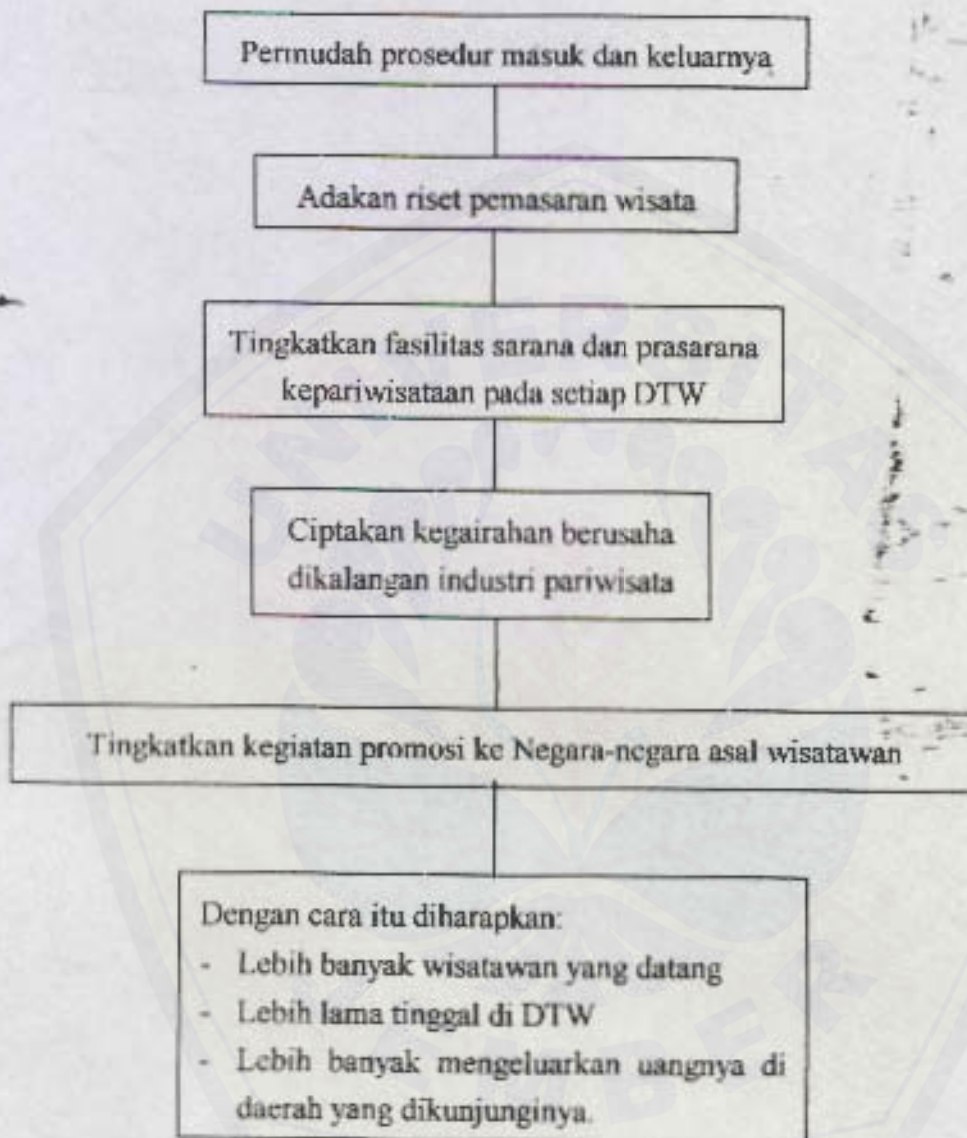 Permudah prosedur masuk dan keluarnya
Adakan riset pemasaran wisata
Tingkatkan fasilitas sarana dan prasarana
kepariwisataan pada setiap DTW
Ciptakan kegairahan berusaha
dikalangan industri pariwisata
Tingkatkan kegiatan promosi ke Negara-negara asal wisatawan
Dengan cara itu diharapkan:
- Lebih banyak wisatawan yang datang
- Lebih lama tinggal di DTW
- Lebih banyak mengeluarkan uangnya di
daerah yang dikunjunginya.
UNIVERSITAS
JEMBER